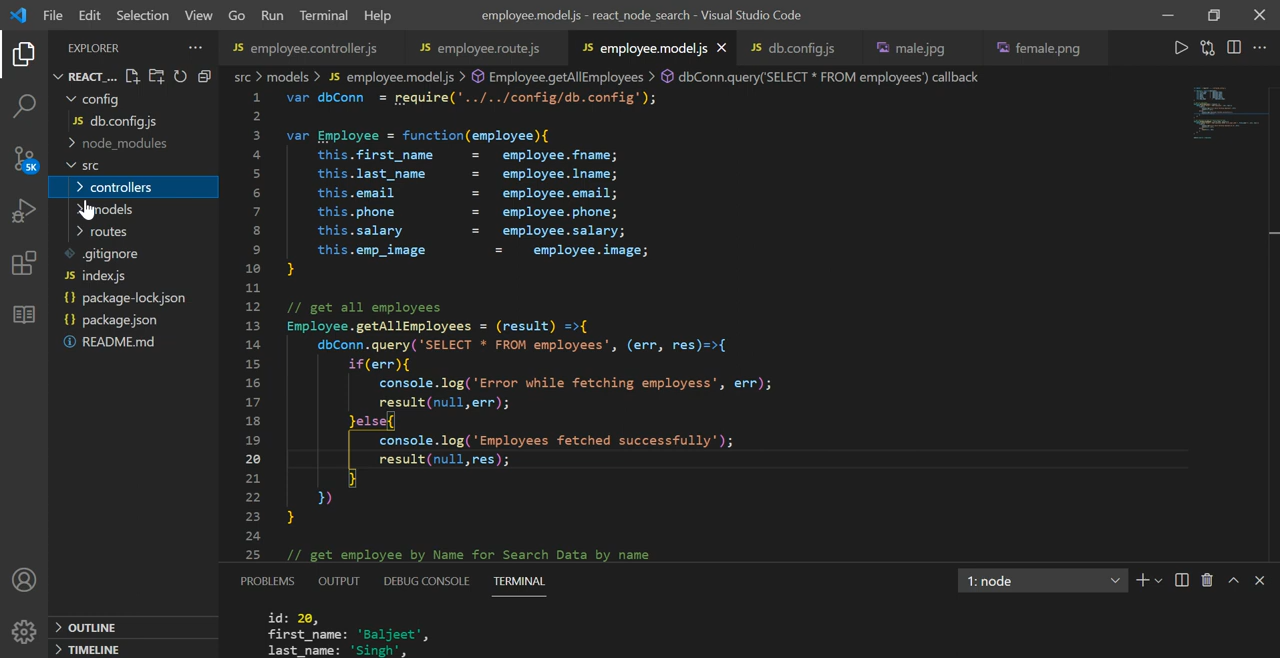 File Edit Selection View Go Run Terminal Help employee.model.js - react_node_search - Visual Studio Code
EXPLORER
REACT_...
config
JS db.config.js
node_modules
src
controllers
models
routes
.gitignore
JS index.js
{} package-lock.json
{} package.json
README.md
OUTLINE
TIMELINE
5K
JS employee.controller.js JS employee.route.js JS employee.model.js JS db.config.js male.jpg female.png
src > models > JS employee.model.js > Employee.getAllEmployees > dbConn.query('SELECT * FROM employees') callback
1 var dbConn = require('../../config/db.config');
2
3 var Employee = function(employee){
4 this.first_name = employee.fname;
5 this.last_name = employee.lname;
6 this.email = employee.email;
7 this.phone = employee.phone;
8 this.salary = employee.salary;
9 this.emp_image = employee.image;
10 }
11
12 // get all employees
13 Employee.getAllEmployees = (result) =>{
14 dbConn.query('SELECT * FROM employees', (err, res)=>{
15 if(err){
16 console.log('Error while fetching employess', err);
17 result(null,err);
18 }else{
19 console.log('Employees fetched successfully');
20 result(null,res);
21 }
22 })
23 }
24
25 // get employee by Name for Search Data by name
PROBLEMS OUTPUT DEBUG CONSOLE TERMINAL 1: node
id: 20,
first_name: 'Baljeet',
last_name: 'Singh',